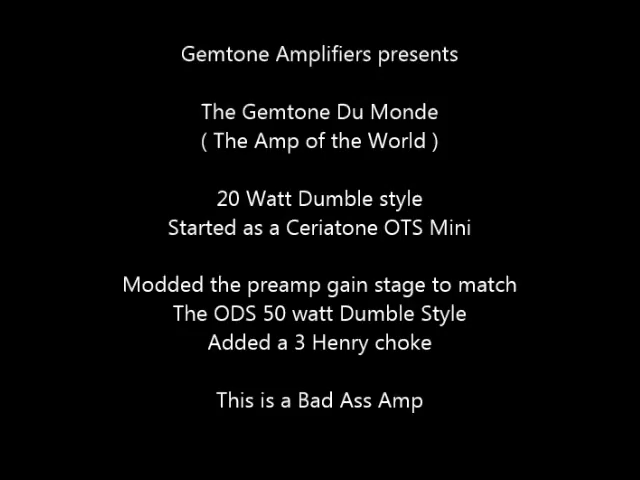 Gemtone Amplifiers presents
The Gemtone Du Monde
( The Amp of the World )
20 Watt Dumble style
Started as a Ceriatone OTS Mini
Modded the preamp gain stage to match
The ODS 50 watt Dumble Style
Added a 3 Henry choke
This is a Bad Ass Amp